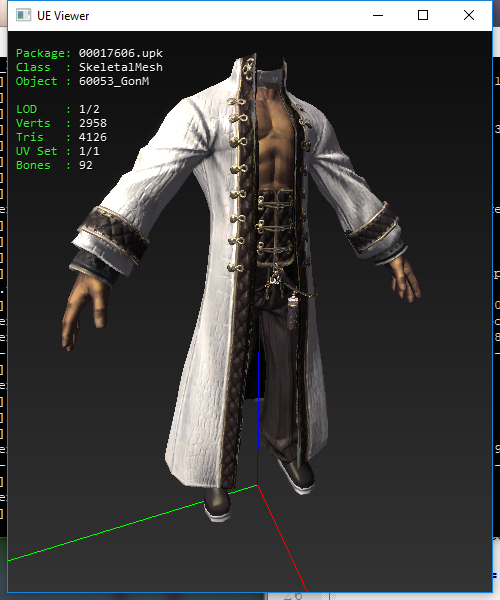 UE Viewer
Package: 00017606.upk
Class : SkeletalMesh
Object : 60053_GonM
LOD : 1/2
Verts : 2958
Tris : 4126
UV Set : 1/1
Bones : 92